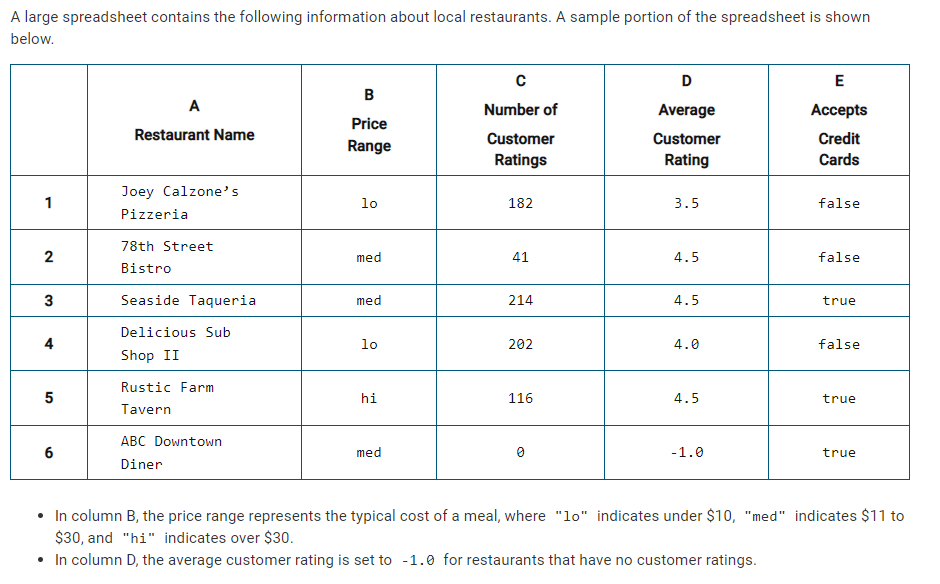 A large spreadsheet contains the following information about local restaurants. A sample portion of the spreadsheet is shown
below.
A
Restaurant Name
B
Price
Range
C
Number of
Customer
Ratings
D
Average
Customer
Rating
E
Accepts
Credit
Cards
1
Joey Calzone’s
Pizzeria
lo
182
3.5
false
2
78th Street
Bistro
med
41
4.5
false
3
Seaside Taqueria
med
214
4.5
true
4
Delicious Sub
Shop II
lo
202
4.0
false
5
Rustic Farm
Tavern
hi
116
4.5
true
6
ABC Downtown
Diner
med
0
-1.0
true
• In column B, the price range represents the typical cost of a meal, where "lo" indicates under $10, "med" indicates $11 to
$30, and "hi" indicates over $30.
• In column D, the average customer rating is set to -1.0 for restaurants that have no customer ratings.